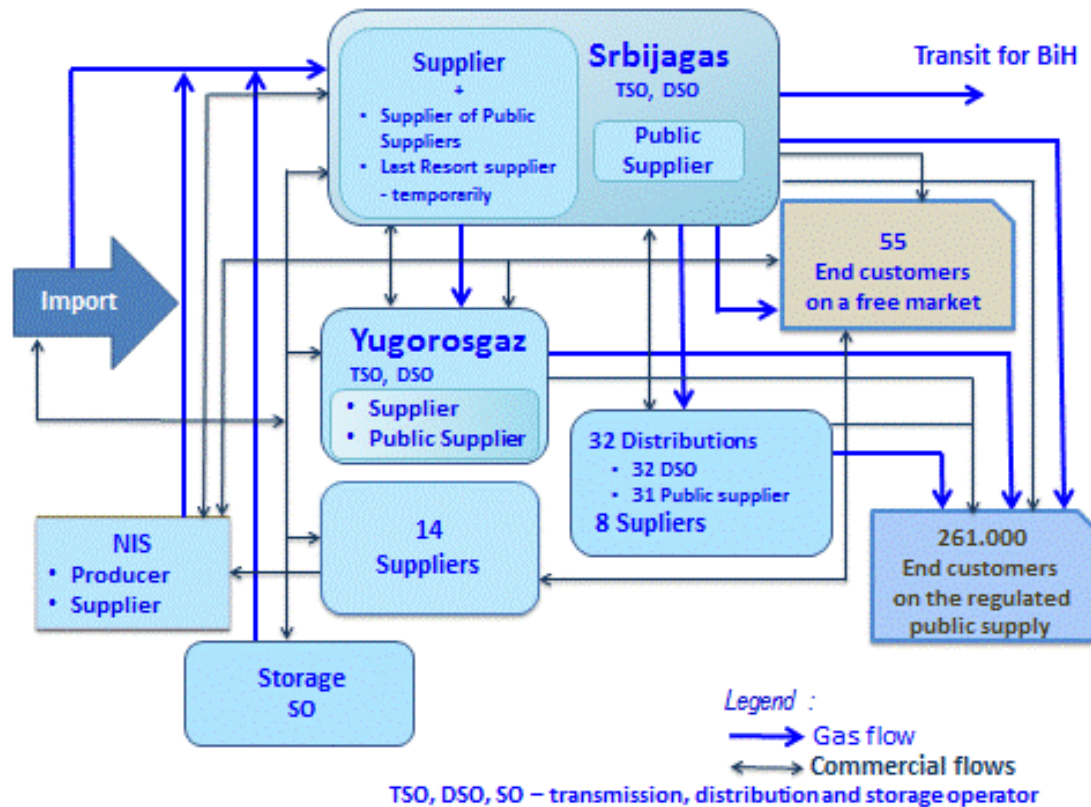 Supplier
+
• Supplier of Public
Suppliers
• Last Resort supplier
- temporarily
Srbijagas
TSO, DSO
Public
Supplier
Transit for BiH
Import
55
End customers
on a free market
Yugorosgaz
TSO, DSO
• Supplier
• Public Supplier
32 Distributions
• 32 DSO
• 31 Public supplier
8 Supliers
NIS
• Producer
• Supplier
14
Suppliers
261.000
End customers
on the regulated
public supply
Storage
SO
Legend :
Gas flow
Commercial flows
TSO, DSO, SO – transmission, distribution and storage operator